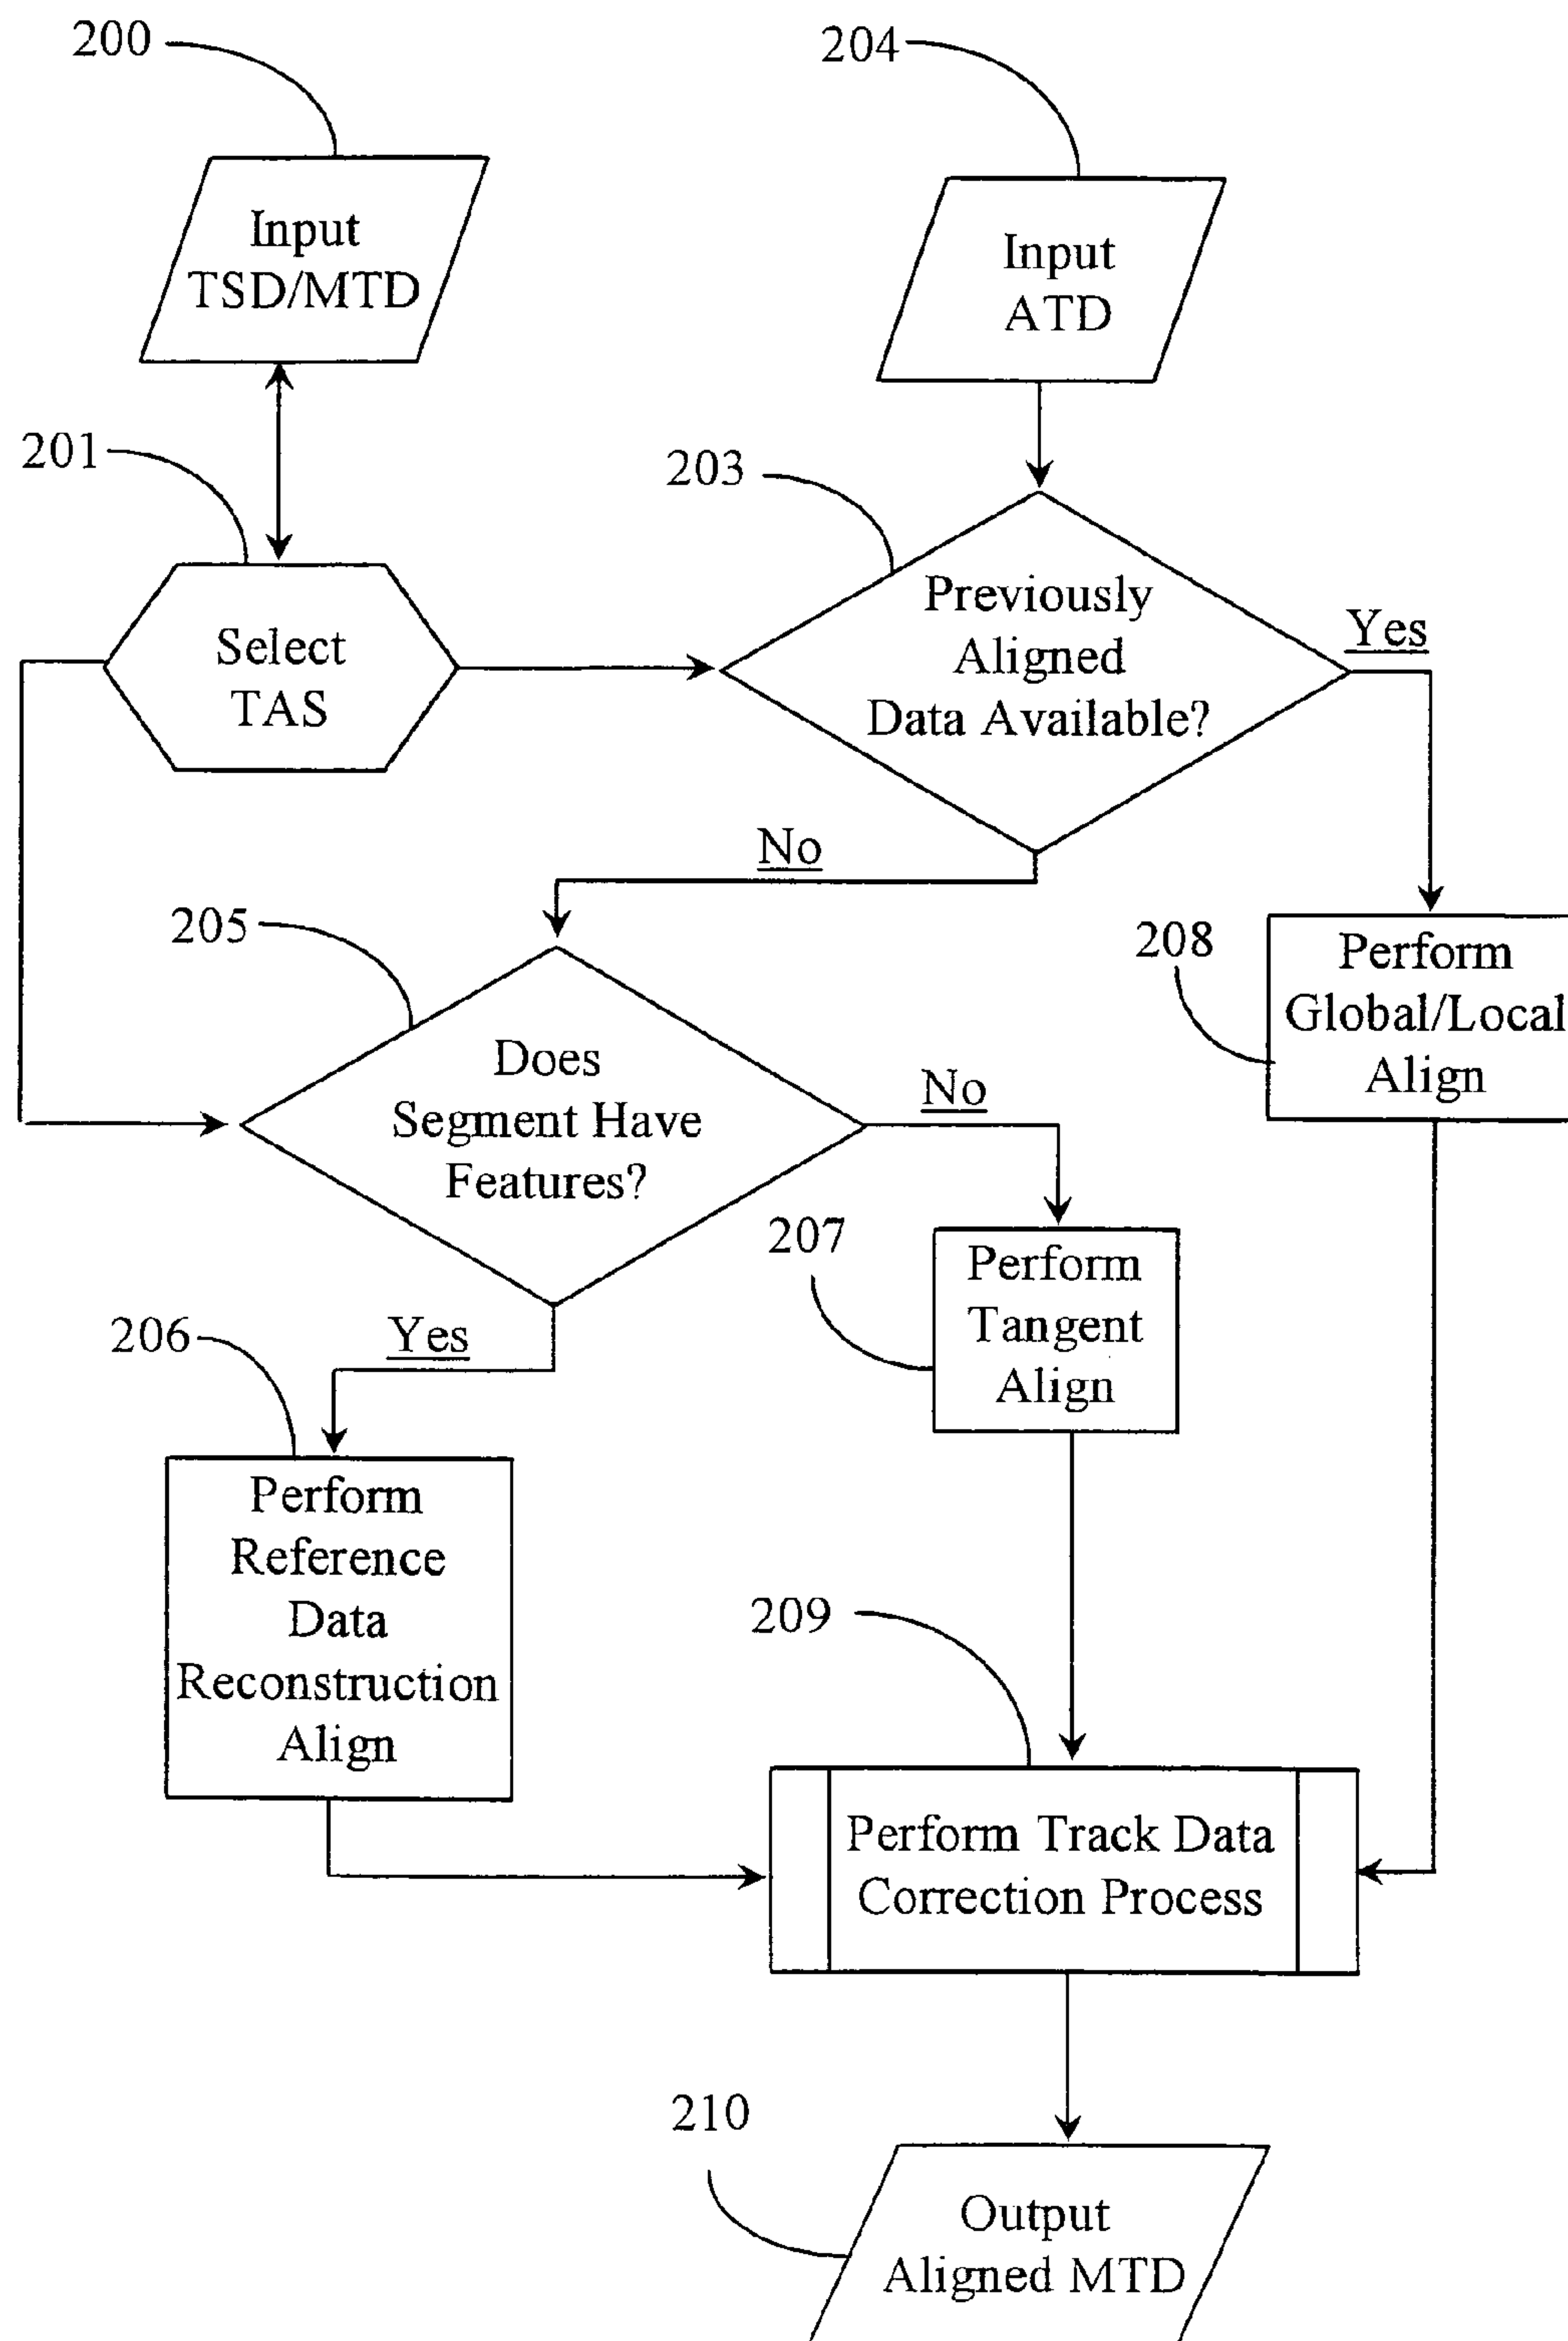 200
204
Input
TSD/MTD
Input
ATD
201
203
Select
TAS
Previously
Aligned
Data Available?
Yes
No
205
208
Perform
Global/Local
Align
Does
Segment Have
Features?
No
207
Perform
Tangent
Align
206
Yes
Perform
Reference
Data
Reconstruction
Align
209
Perform Track Data
Correction Process
210
Output
Aligned MTD